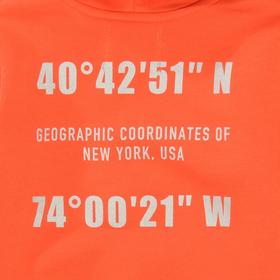 40°42'51" N
GEOGRAPHIC COORDINATES OF
NEW YORK, USA
74°00'21" W